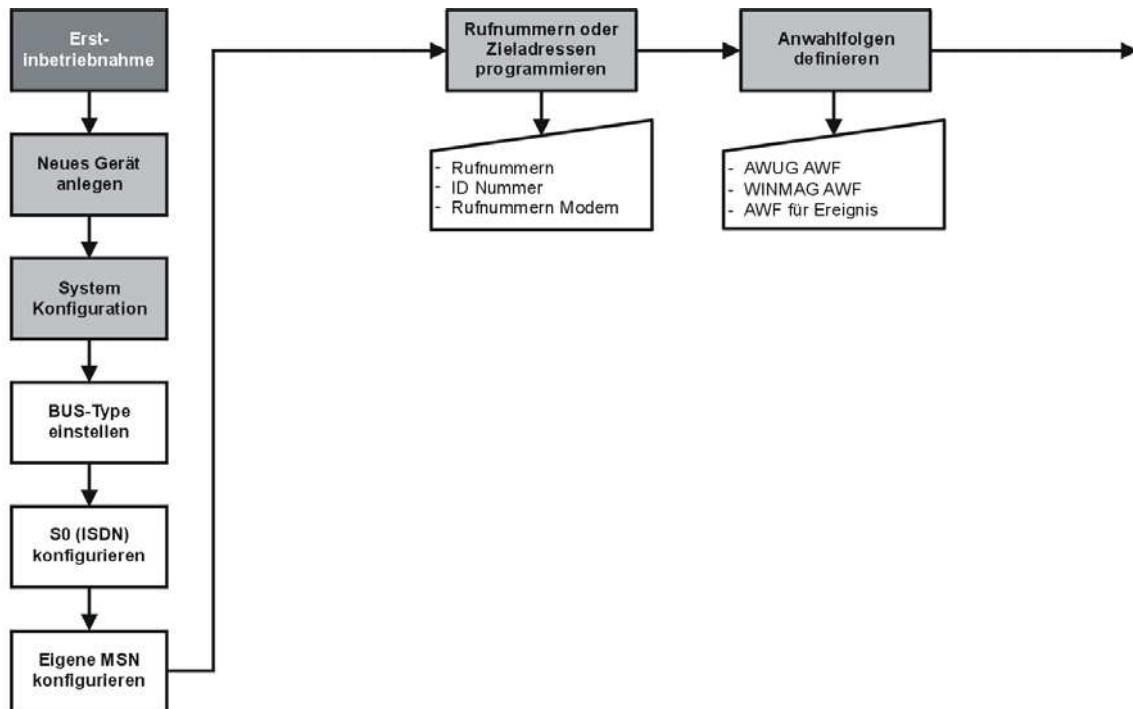 Erst-
inbetriebnahme
Neues Gerät
anlegen
System
Konfiguration
BUS-Type
einstellen
S0 (ISDN)
konfigurieren
Eigene MSN
konfigurieren
Rufnummern oder
Zieladressen
programmieren
- Rufnummern
- ID Nummer
- Rufnummern Modem
Anwahlfolgen
definieren
- AWUG AWF
- WINMAG AWF
- AWF für Ereignis